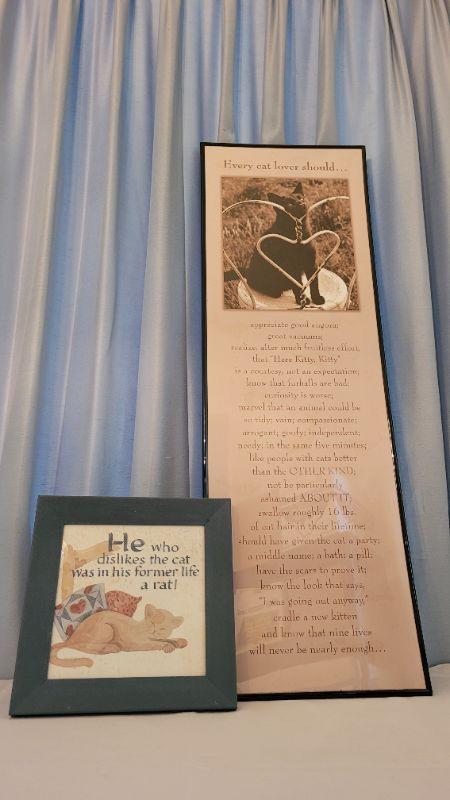 Every cat lover should...
appreciate good angora;
great vacuums;
realize, after much fruitless effort,
that "Here Kitty, Kitty"
is a courtesy, not an expectation;
know that furballs are bad;
curiosity is worse;
marvel that an animal could be
so tidy; vain; compassionate;
arrogant; goofy; independent;
needy; in the same five minutes;
like people with cats better
than the OTHER KIND;
not be particularly
ashamed ABOUT IT;
swallow roughly 16 lbs.
of cat hair in their lifetime;
should have given the cat a party;
a middle name; a bath; a pill;
have the scars to prove it;
know the look that says,
"I was going out anyway,"
cradle a new kitten
and know that nine lives
will never be nearly enough...
He who
dislikes the cat
was in his former life
a rat!